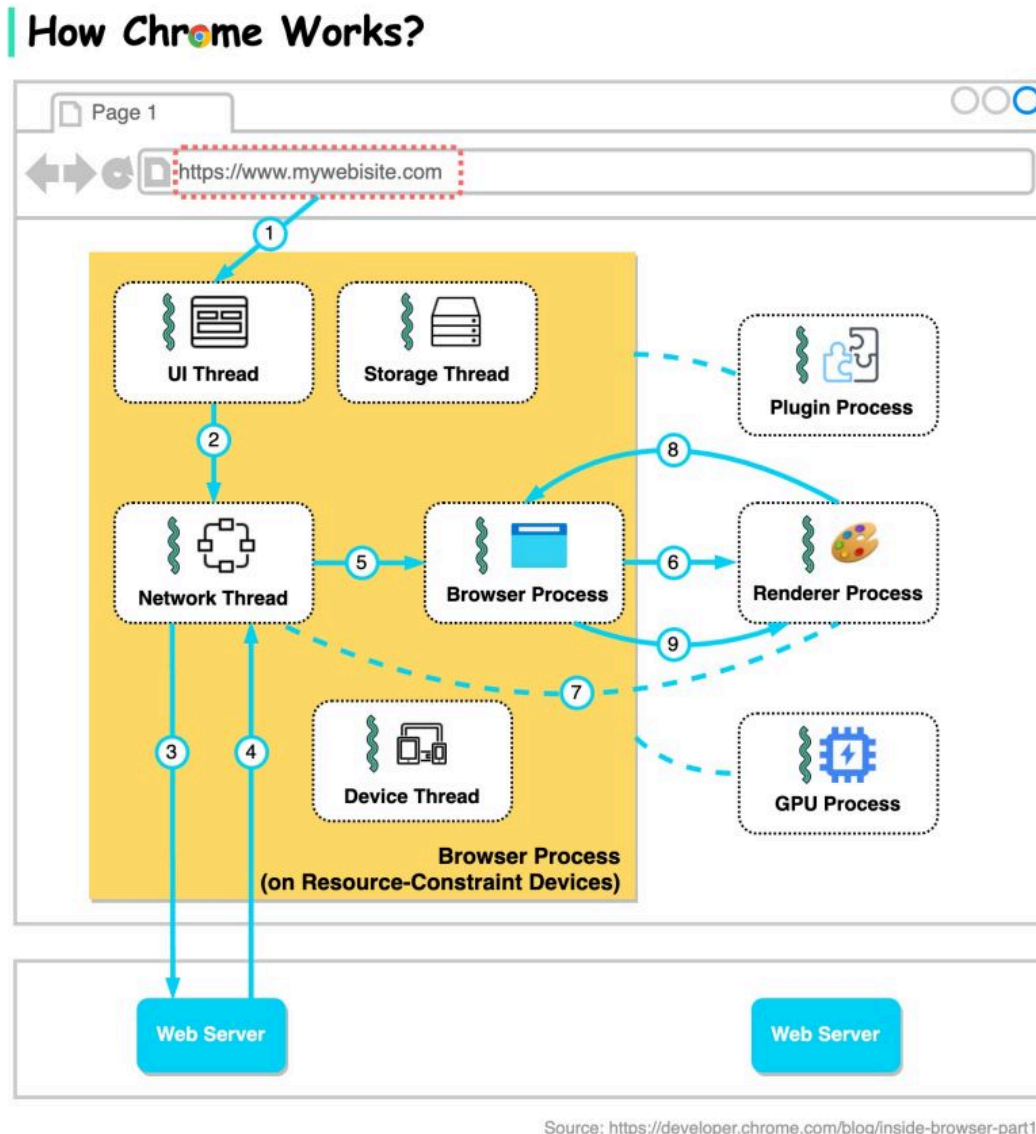 How Chrome Works?
Page 1
https://www.mywebisite.com
1
UI Thread
Storage Thread
Plugin Process
2
8
Network Thread
5
Browser Process
6
Renderer Process
9
7
3
4
Device Thread
GPU Process
Browser Process
(on Resource-Constraint Devices)
Web Server
Web Server
Source: https://developer.chrome.com/blog/inside-browser-part1